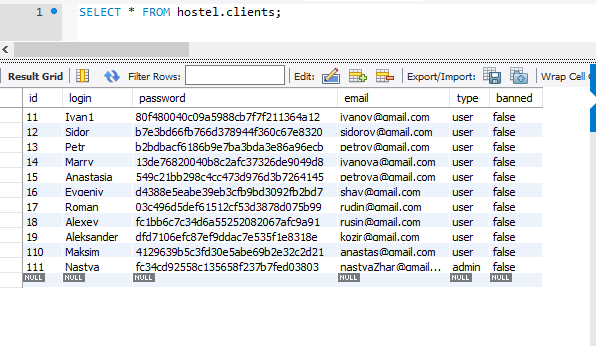 1 SELECT * FROM hostel.clients;
Result Grid Filter Rows: Edit: Export/Import: Wrap Cell C
id login password email type banned
11 Ivan1 80f480040c09a5988cb7f7f211364a12 ivanov@gmail.com user false
12 Sidor b7e3bd66fb766d378944f360c67e8320 sidorov@gmail.com user false
13 Petr b2bdbacf6186b9e7ba3bda3e86a96ecb petrov@gmail.com user false
14 Marry 13de76820040b8c2afc37326de9049d8 ivanova@gmail.com user false
15 Anastasia 549c21bb298c4cc473d976d3b7264145 petrova@gmail.com user false
16 Evgeniy d4388e5eabe39eb3cfb9bd3092fb2bd7 shav@gmail.com user false
17 Roman 03c496d5def61512cf53d3878d075b99 rudin@gmail.com user false
18 Alexey fc1bb6c7c34d6a55252082067afc9a91 rusin@gmail.com user false
19 Aleksander dfd7106efc87ef9ddac7e535f1e8318e kozir@gmail.com user false
110 Maksim 4129639b5c3fd30e5abe69b2e32c2d21 anastas@gmail.com user false
111 Nastya fc34cd92558c135658f237b7fed03803 nastyaZhar@gmail... admin false
NULL NULL NULL NULL NULL NULL